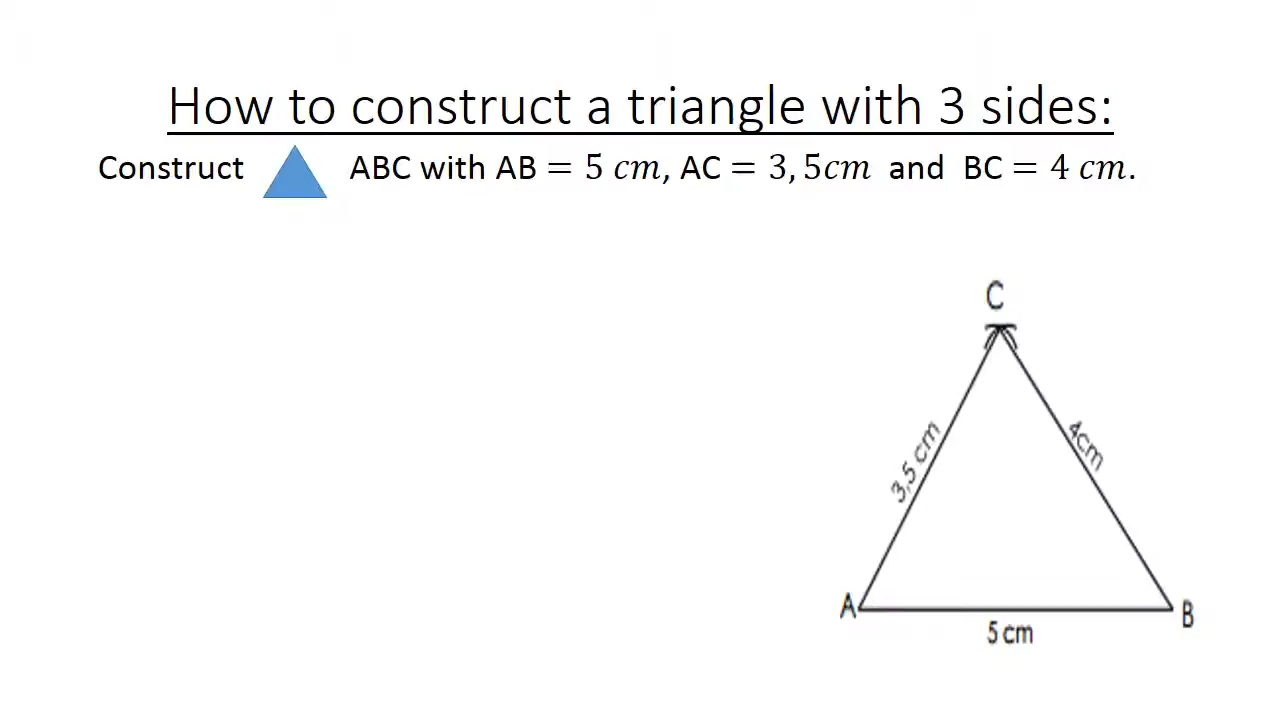 How to construct a triangle with 3 sides:
Construct ABC with AB = 5 cm, AC = 3, 5cm and BC = 4 cm.
C
3,5 cm
4cm
A
B
5 cm